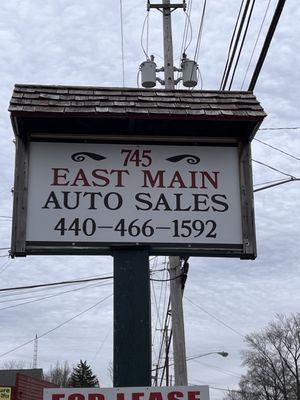 745
EAST MAIN
AUTO SALES
440-466-1592
FOR LEASE